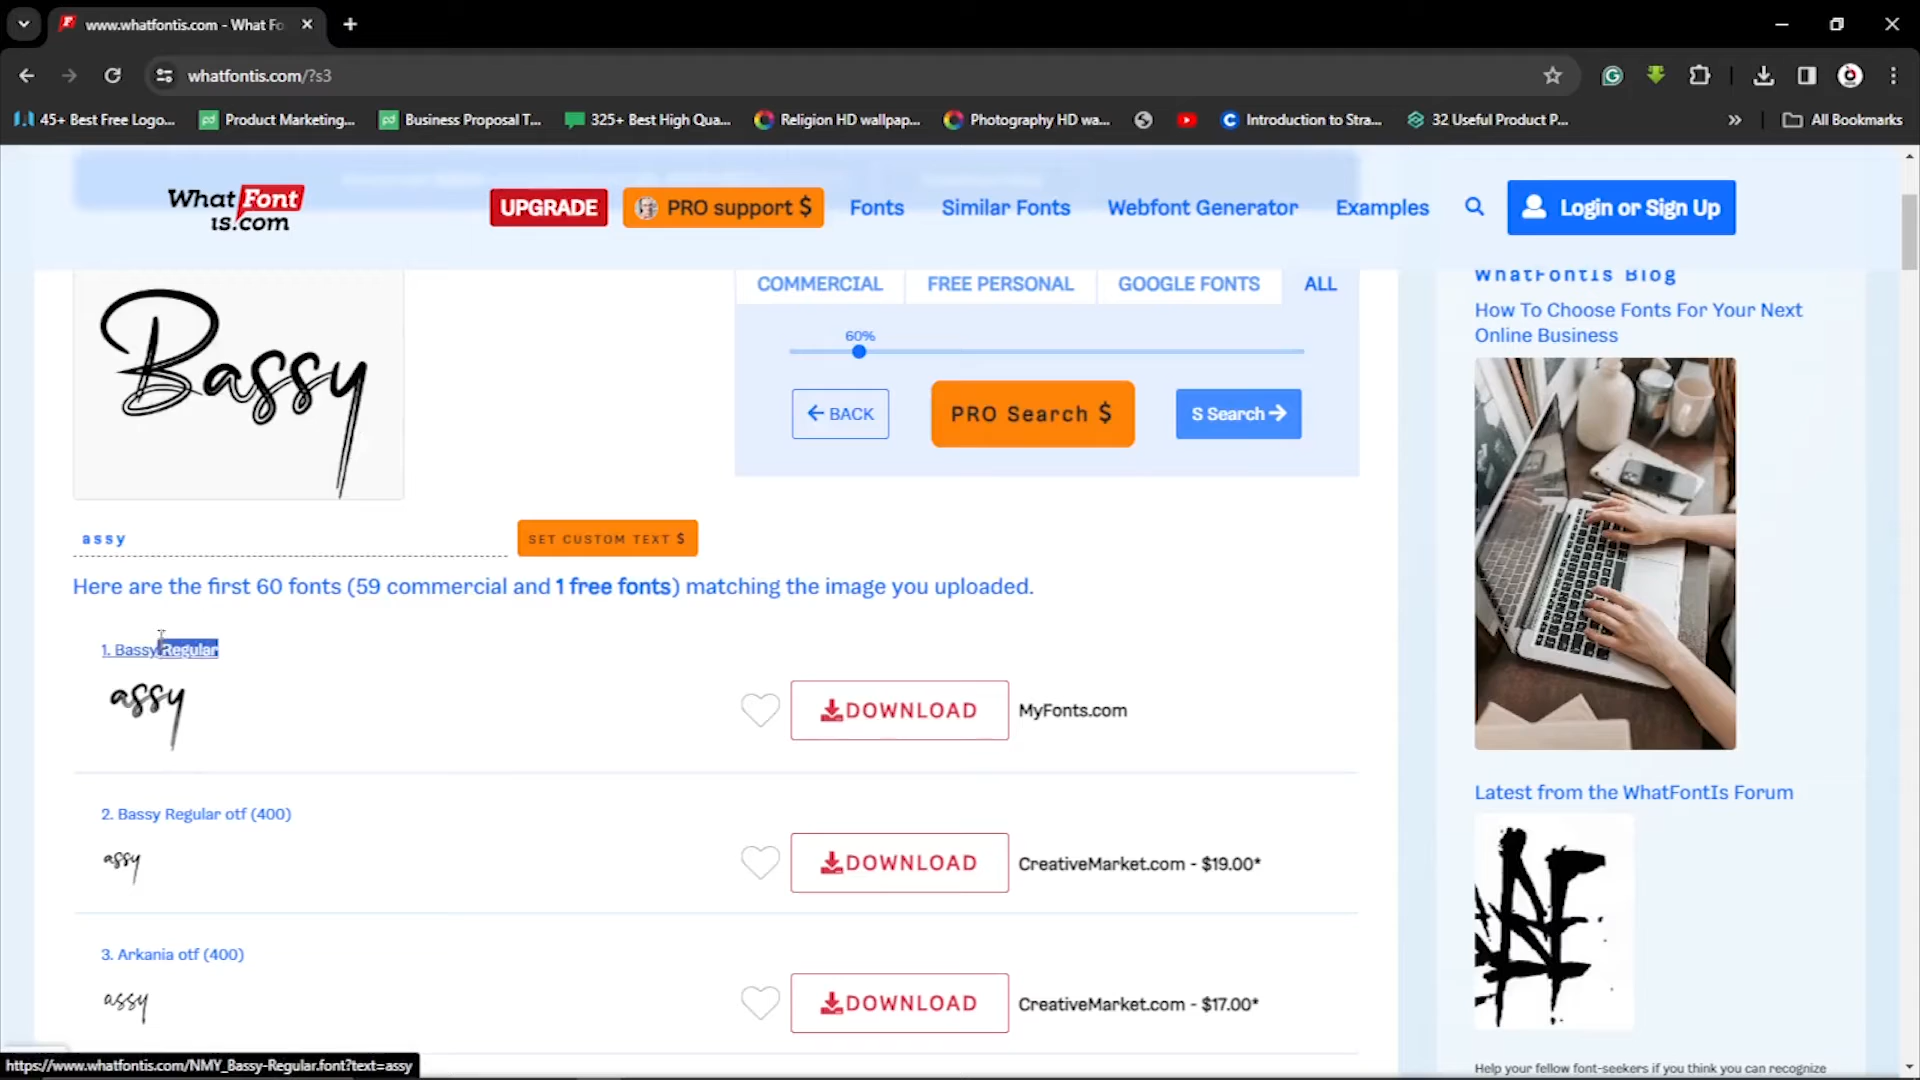 www.whatfontis.com - What Fo
whatfontis.com/?s3
45+ Best Free Logo...
Product Marketing...
Business Proposal T...
325+ Best High Qua...
Religion HD wallpap...
Photography HD wa...
Introduction to Stra...
32 Useful Product P...
All Bookmarks
What Font is.com
UPGRADE
PRO support $
Fonts
Similar Fonts
Webfont Generator
Examples
Login or Sign Up
Bassy
COMMERCIAL
FREE PERSONAL
GOOGLE FONTS
ALL
60%
BACK
PRO Search $
S Search
assy
SET CUSTOM TEXT $
Here are the first 60 fonts (59 commercial and 1 free fonts) matching the image you uploaded.
1. Bassy Regular
assy
DOWNLOAD
MyFonts.com
2. Bassy Regular otf (400)
assy
DOWNLOAD
CreativeMarket.com - $19.00*
3. Arkania otf (400)
assy
DOWNLOAD
CreativeMarket.com - $17.00*
WhatFontIs Blog
How To Choose Fonts For Your Next
Online Business
Latest from the WhatFontIs Forum
Help your fellow font-seekers if you think you can recognize
https://www.whatfontis.com/NMY_Bassy-Regular.font?text=assy